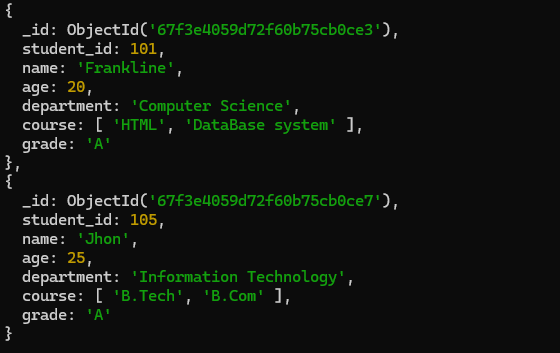 {
  _id: ObjectId('67f3e4059d72f60b75cb0ce3'),
  student_id: 101,
  name: 'Frankline',
  age: 20,
  department: 'Computer Science',
  course: [ 'HTML', 'DataBase system' ],
  grade: 'A'
},
{
  _id: ObjectId('67f3e4059d72f60b75cb0ce7'),
  student_id: 105,
  name: 'Jhon',
  age: 25,
  department: 'Information Technology',
  course: [ 'B.Tech', 'B.Com' ],
  grade: 'A'
}